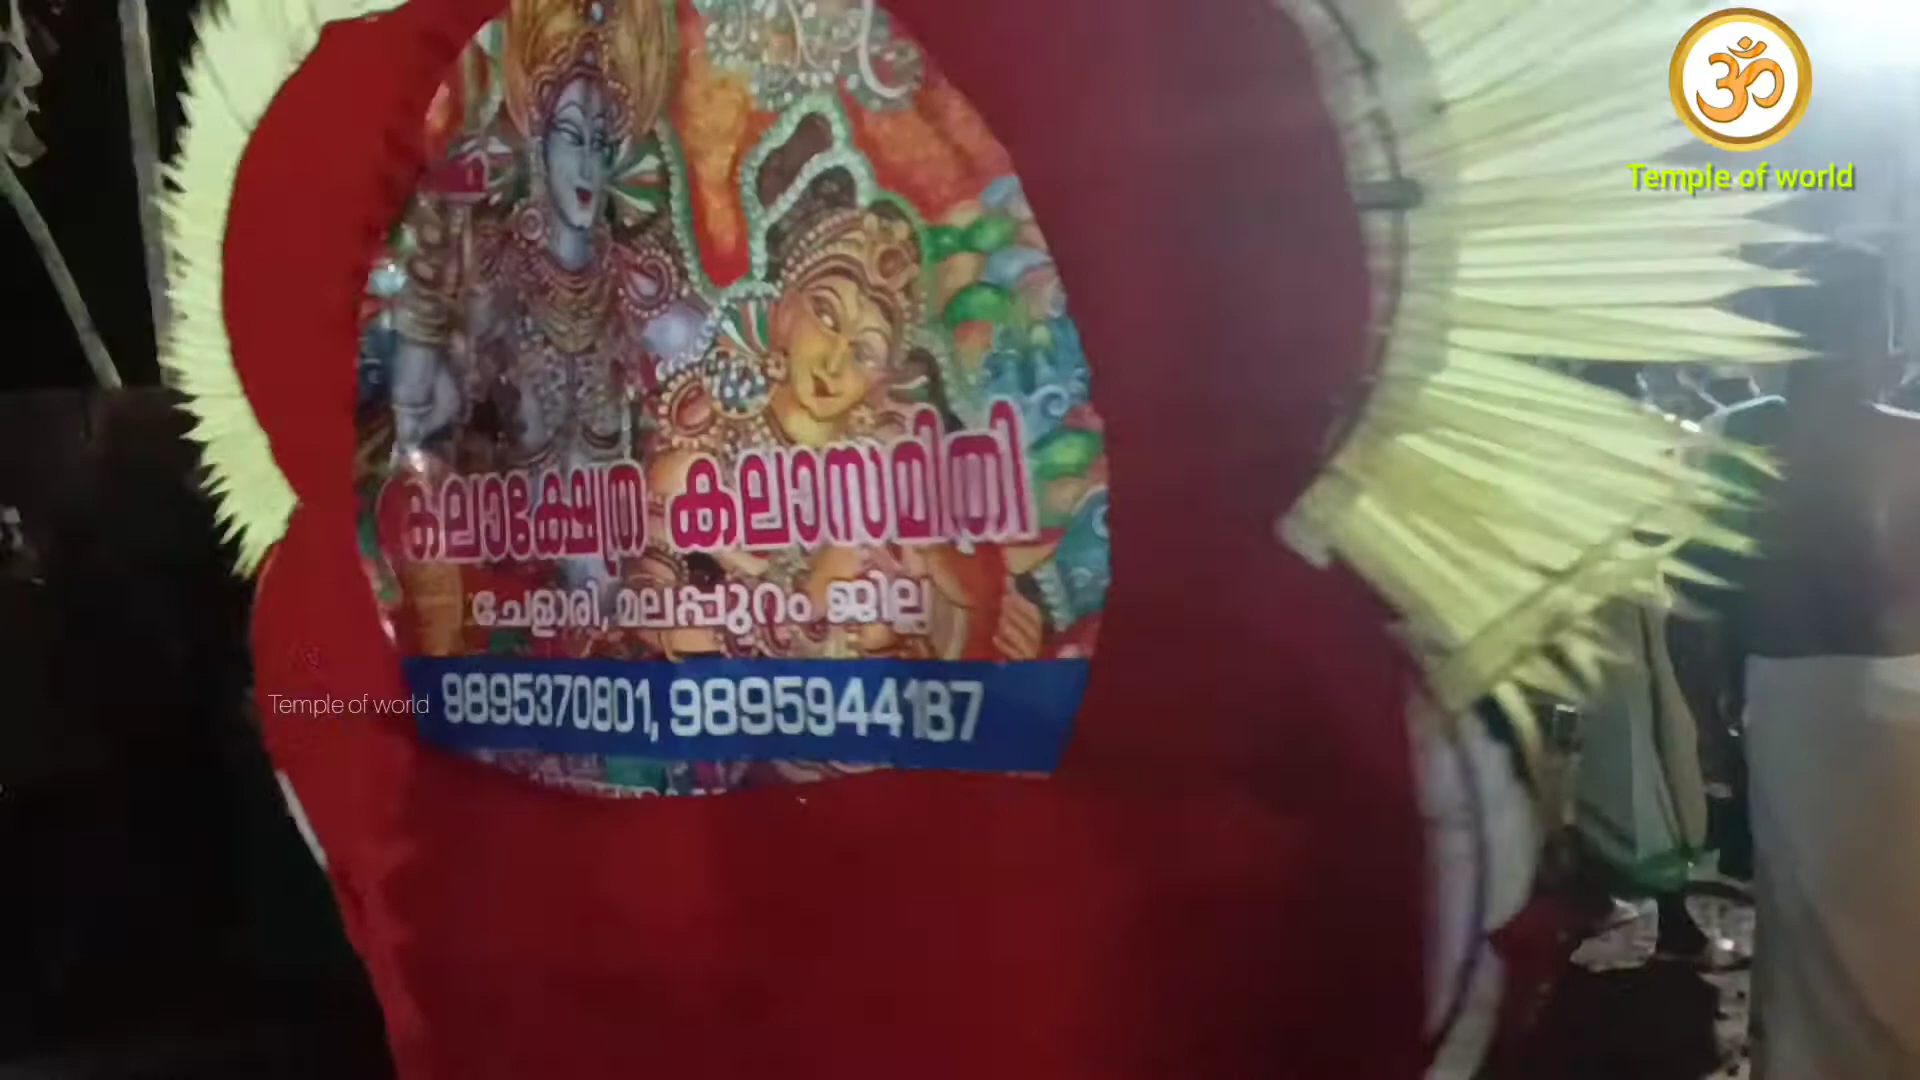 ॐ
Temple of world
കലാക്ഷേത്ര കലാസമിതി
ചേളാരി, മലപ്പുറം ജില്ല
Temple of world
9895370801, 9895944187